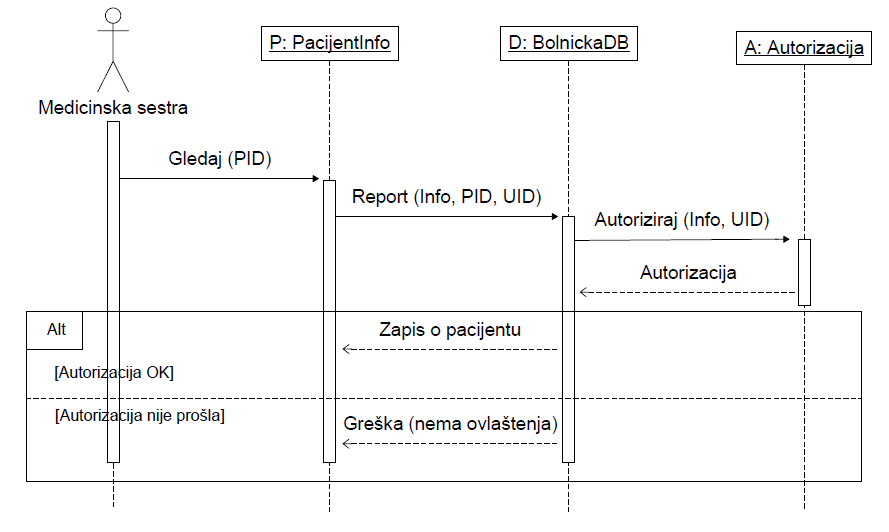 P: PacijentInfo
D: BolnickaDB
A: Autorizacija
Medicinska sestra
Gledaj (PID)
Report (Info, PID, UID)
Autoriziraj (Info, UID)
Autorizacija
Alt
Zapis o pacijentu
[Autorizacija OK]
[Autorizacija nije prošla]
Greška (nema ovlaštenja)